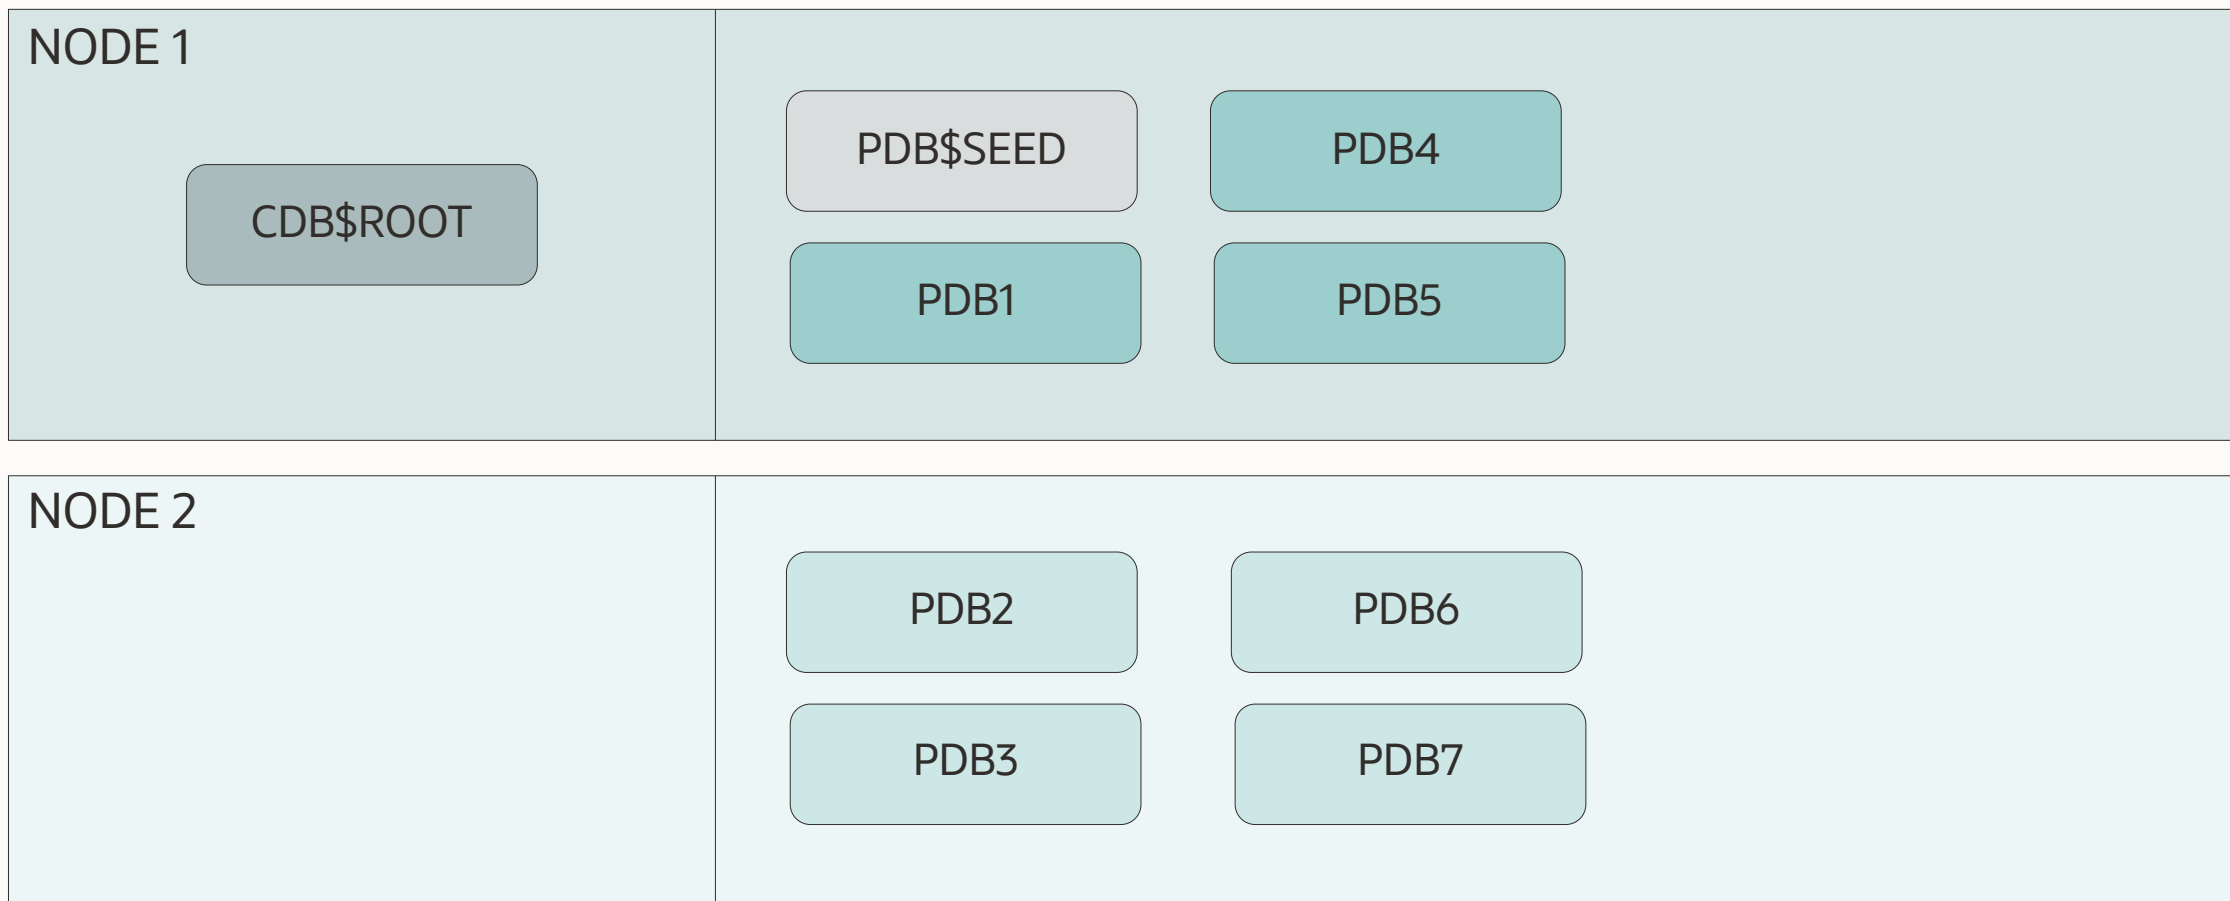 NODE 1
CDB$ROOT
PDB$SEED
PDB4
PDB1
PDB5
NODE 2
PDB2
PDB6
PDB3
PDB7